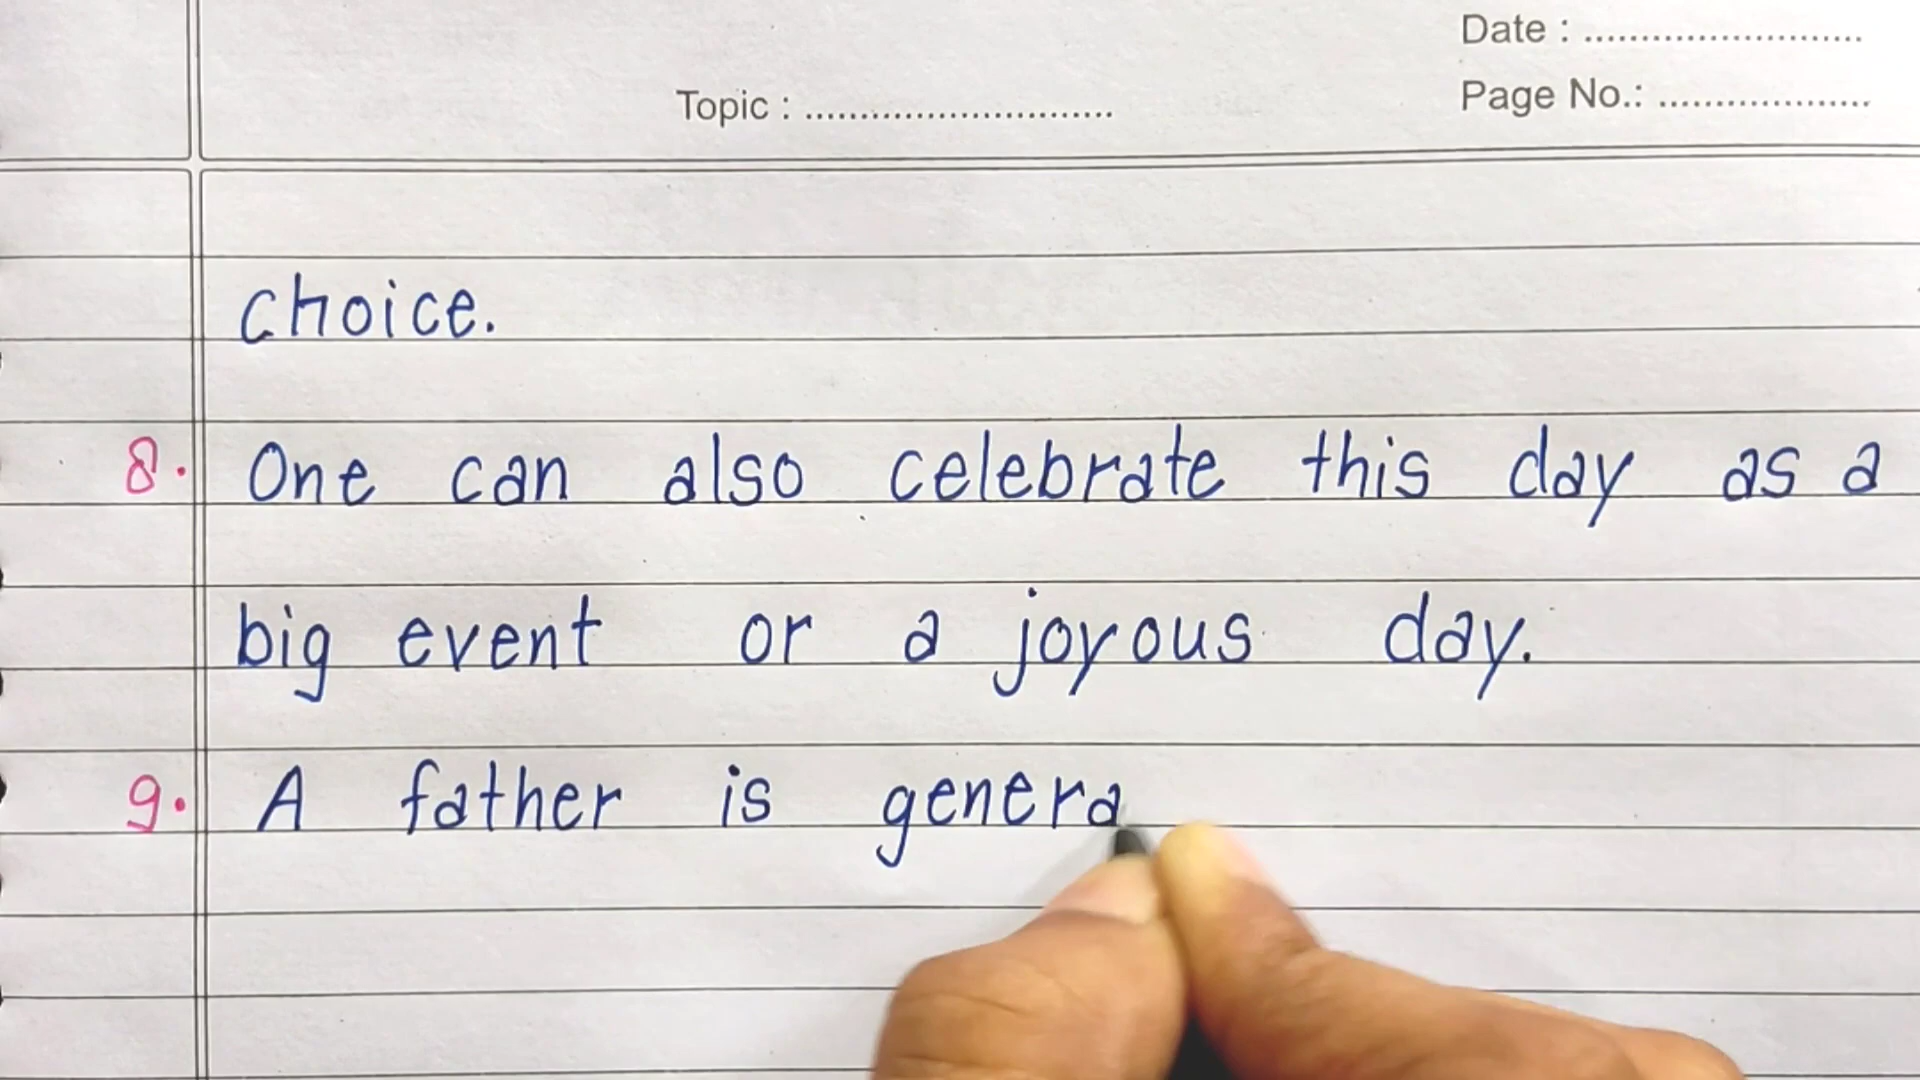 Date : ........................
Topic : ...........................
Page No.: ...................
choice.
8. One can also celebrate this day as a
big event or a joyous day.
9. A father is genera